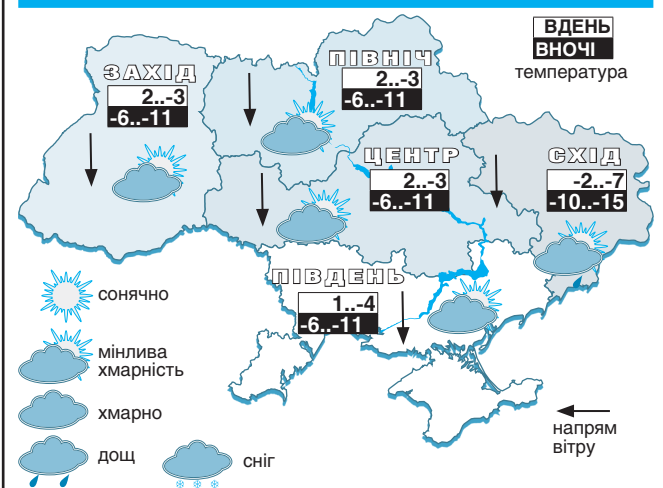 ВДЕНЬ
ВНОЧІ
температура
ЗАХІД
2..-3
-6..-11
ПІВНІЧ
2..-3
-6..-11
ЦЕНТР
2..-3
-6..-11
СХІД
-2..-7
-10..-15
ПІВДЕНЬ
1..-4
-6..-11
сонячно
мінлива
хмарність
хмарно
дощ
сніг
напрям
вітру